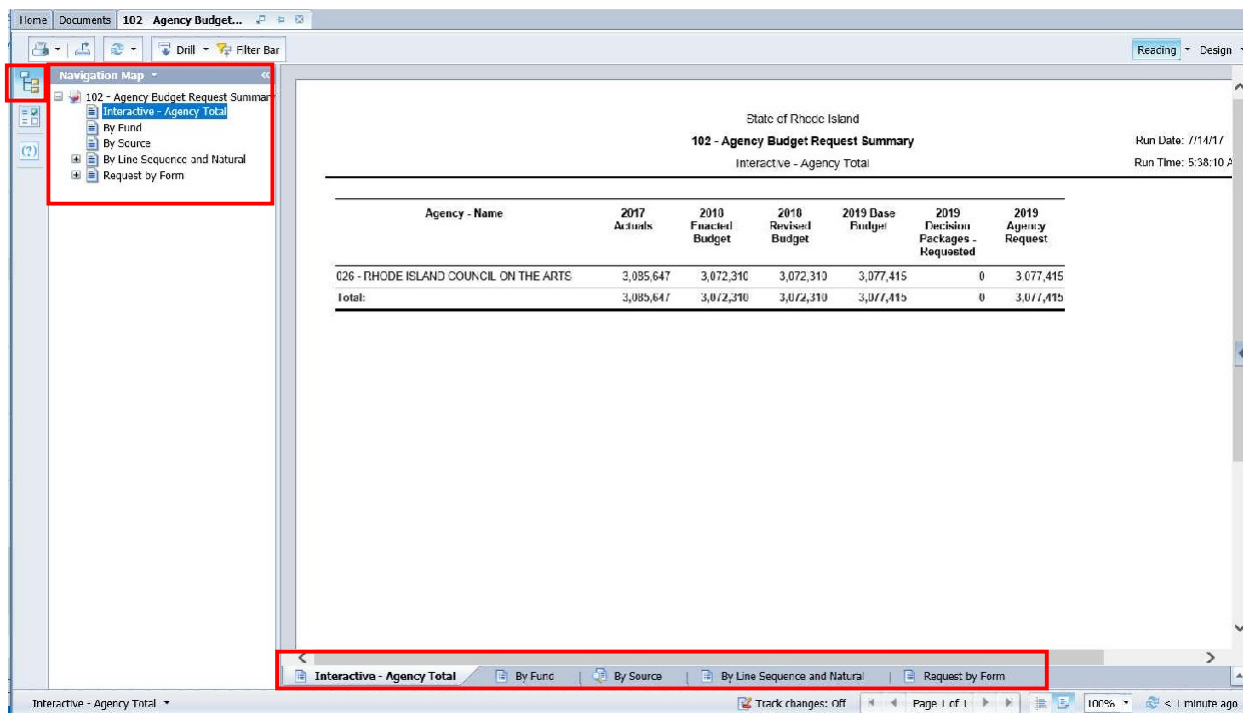 Home Documents 102 Agency Budget...
Drill Filter Bar
Reading Design
Navigation Map
102 - Agency Budget Request Summary
Interactive - Agency Total
By Fund
By Source
By Line Sequence and Natural
Request by Form
State of Rhode Island
102 - Agency Budget Request Summary
Interactive - Agency Total
Run Date: 7/14/17
Run Time: 5:38:10 A
Agency - Name 2017 Actuals 2018 Enacted Budget 2018 Revised Budget 2019 Base Budget 2019 Decision Packages - Requested 2019 Agency Request
026 - RHODE ISLAND COUNCIL ON THE ARTS 3,085,647 3,072,310 3,072,310 3,077,415 0 3,077,415
Total: 3,085,647 3,072,310 3,072,310 3,077,415 0 3,077,415
Interactive - Agency Total By Fund By Source By Line Sequence and Natural Request by Form
Interactive - Agency Total Track changes: Off Page 1 of 1 100% < 1 minute ago